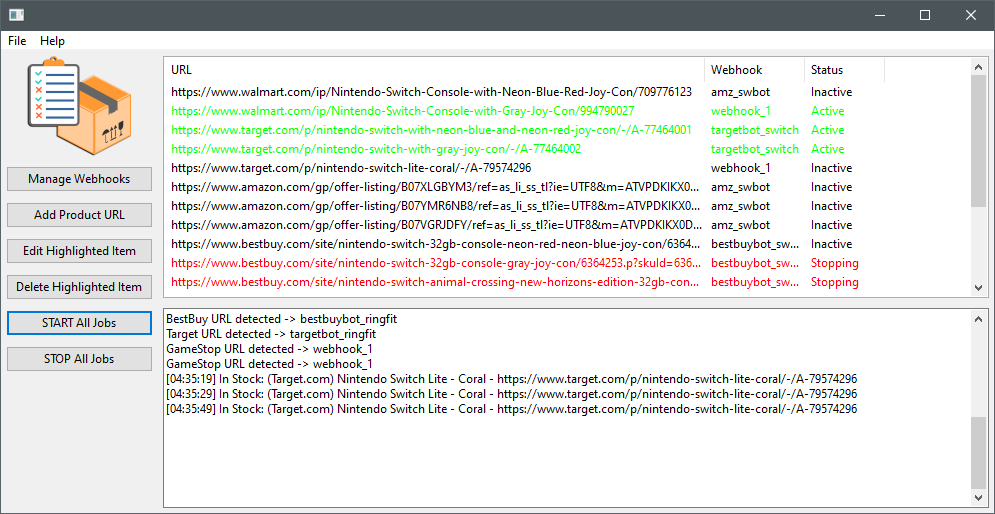 File Help
URL Webhook Status
https://www.walmart.com/ip/Nintendo-Switch-Console-with-Neon-Blue-Red-Joy-Con/709776123 amz_swbot Inactive
https://www.walmart.com/ip/Nintendo-Switch-Console-with-Gray-Joy-Con/994790027 webhook_1 Active
https://www.target.com/p/nintendo-switch-with-neon-blue-and-neon-red-joy-con/-/A-77464001 targetbot_switch Active
https://www.target.com/p/nintendo-switch-with-gray-joy-con/-/A-77464002 targetbot_switch Active
https://www.target.com/p/nintendo-switch-lite-coral/-/A-79574296 webhook_1 Inactive
https://www.amazon.com/gp/offer-listing/B07XLGBYM3/ref=as_li_ss_tl?ie=UTF8&m=ATVPDKIKX0... amz_swbot Inactive
https://www.amazon.com/gp/offer-listing/B07YMR6NB8/ref=as_li_ss_tl?ie=UTF8&m=ATVPDKIKX0... amz_swbot Inactive
https://www.amazon.com/gp/offer-listing/B07VGRJDFY/ref=as_li_ss_tl?ie=UTF8&m=ATVPDKIKX0D... amz_swbot Inactive
https://www.bestbuy.com/site/nintendo-switch-32gb-console-neon-red-neon-blue-joy-con/6364... bestbuybot_sw... Inactive
https://www.bestbuy.com/site/nintendo-switch-32gb-console-gray-joy-con/6364253.p?skuId=636... bestbuybot_sw... Stopping
https://www.bestbuy.com/site/nintendo-switch-animal-crossing-new-horizons-edition-32gb-con... bestbuybot_sw... Stopping
Manage Webhooks
Add Product URL
Edit Highlighted Item
Delete Highlighted Item
START All Jobs
STOP All Jobs
BestBuy URL detected -> bestbuybot_ringfit
Target URL detected -> targetbot_ringfit
GameStop URL detected -> webhook_1
GameStop URL detected -> webhook_1
[04:35:19] In Stock: (Target.com) Nintendo Switch Lite - Coral - https://www.target.com/p/nintendo-switch-lite-coral/-/A-79574296
[04:35:29] In Stock: (Target.com) Nintendo Switch Lite - Coral - https://www.target.com/p/nintendo-switch-lite-coral/-/A-79574296
[04:35:49] In Stock: (Target.com) Nintendo Switch Lite - Coral - https://www.target.com/p/nintendo-switch-lite-coral/-/A-79574296